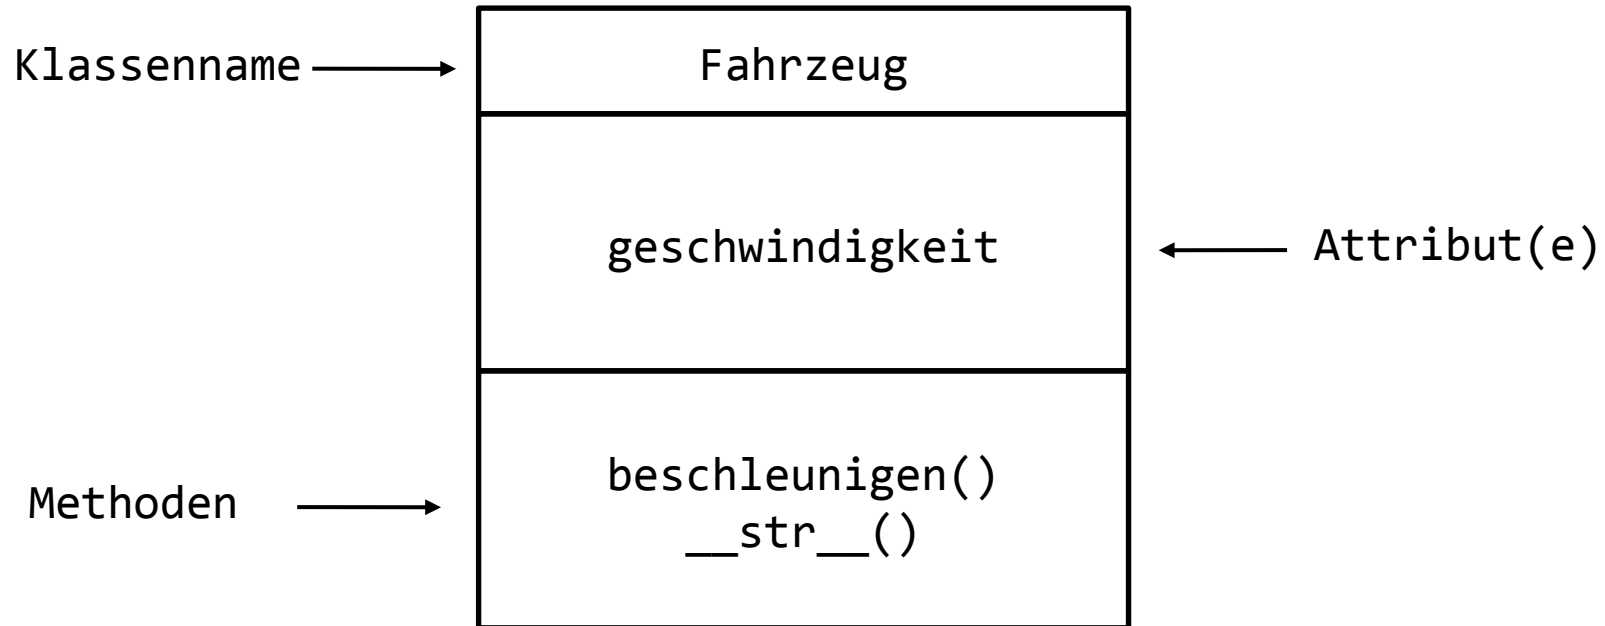 Klassenname
Fahrzeug
geschwindigkeit
Attribut(e)
Methoden
beschleunigen()
__str__()